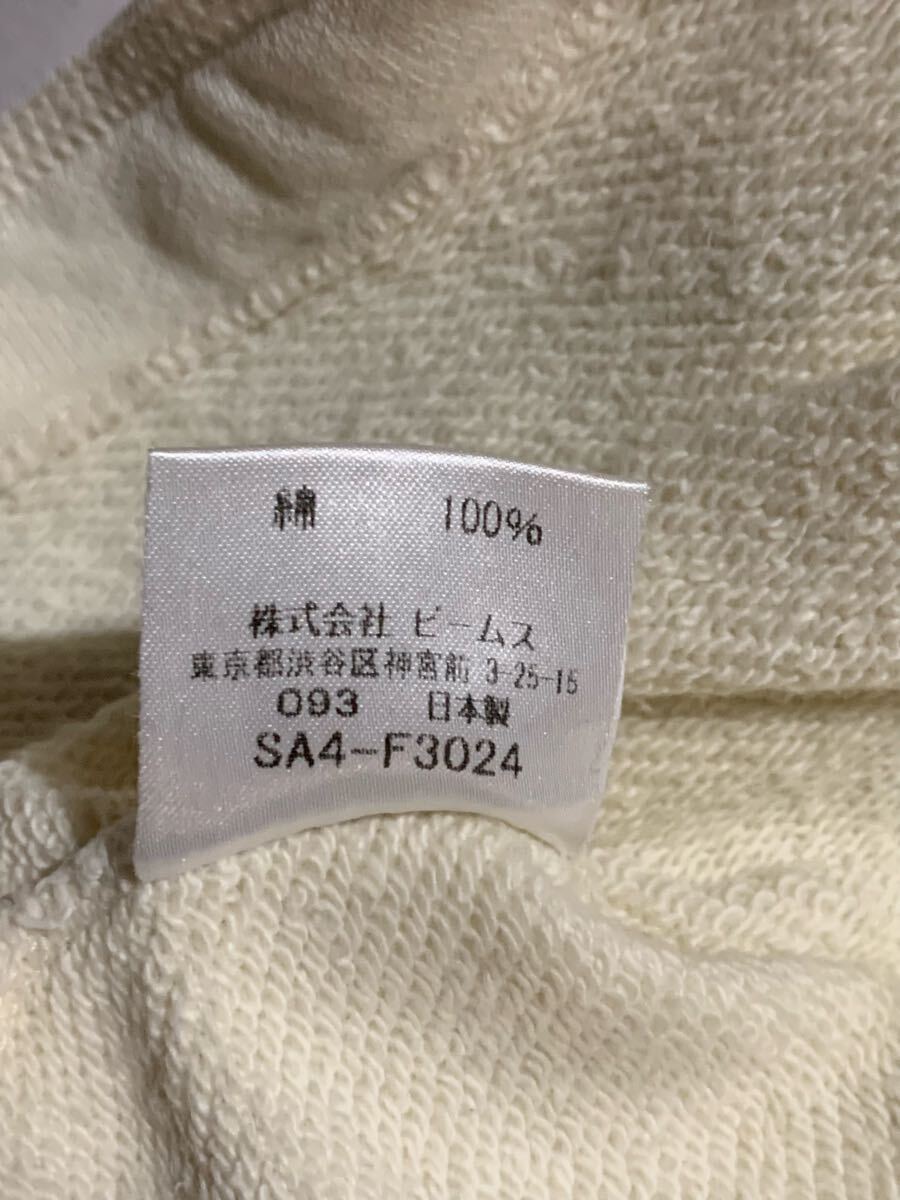 綿 100%
株式会社 ビームス
東京都渋谷区神宮前 3-25-15
093 日本製
SA4-F3024